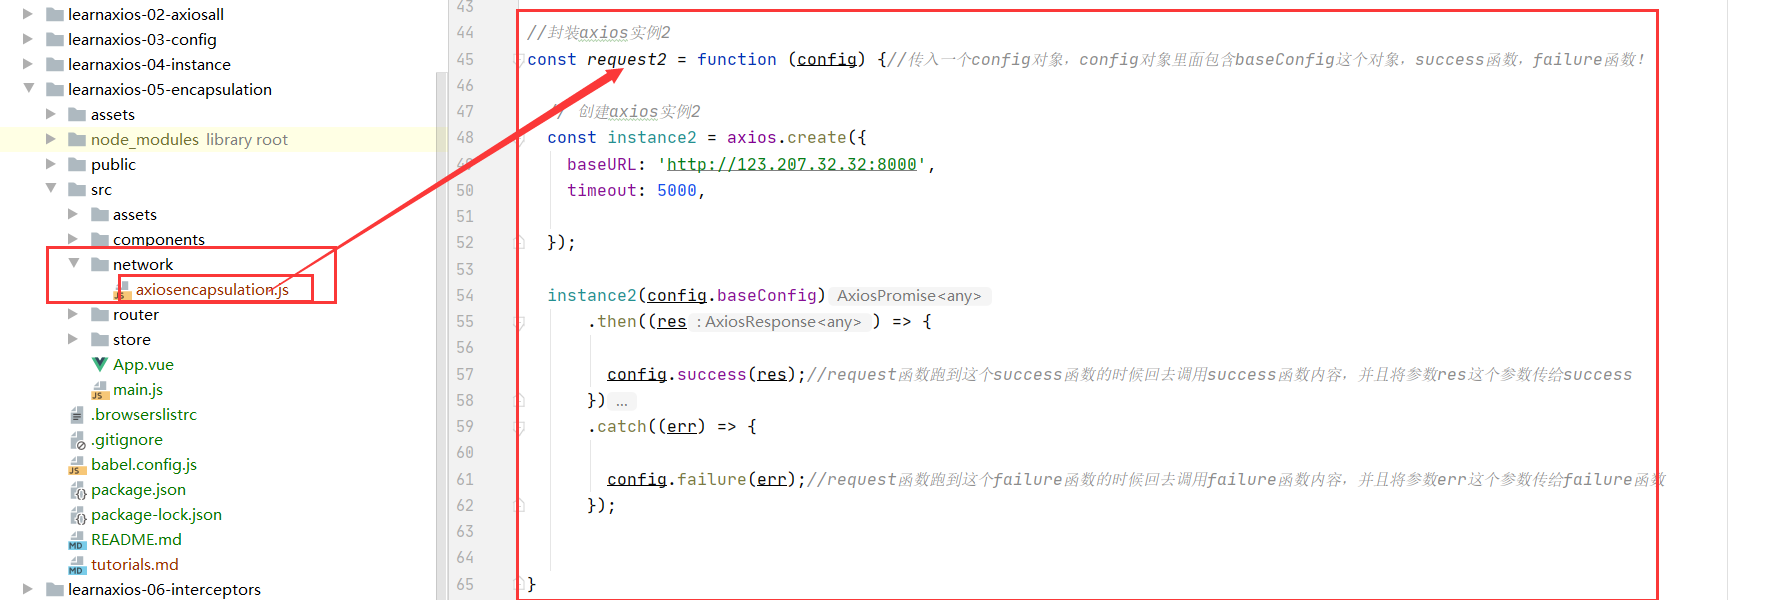 learnaxios-02-axiosall
learnaxios-03-config
learnaxios-04-instance
learnaxios-05-encapsulation
assets
node_modules library root
public
src
assets
components
network
axiosencapsulation.js
router
store
App.vue
main.js
.browserslistrc
.gitignore
babel.config.js
package.json
package-lock.json
README.md
tutorials.md
learnaxios-06-interceptors
43
44 //封装axios实例2
45 const request2 = function (config) {//传入一个config对象，config对象里面包含baseConfig这个对象，success函数，failure函数！
46
47 / 创建axios实例2
48 const instance2 = axios.create({
49 baseURL: 'http://123.207.32.32:8000',
50 timeout: 5000,
51
52 });
53
54 instance2(config.baseConfig) AxiosPromise<any>
55 .then((res : AxiosResponse<any> ) => {
56
57 config.success(res);//request函数跑到这个success函数的时候回去调用success函数内容，并且将参数res这个参数传给success
58 }) ...
59 .catch((err) => {
60
61 config.failure(err);//request函数跑到这个failure函数的时候回去调用failure函数内容，并且将参数err这个参数传给failure函数
62 });
63
64
65 }